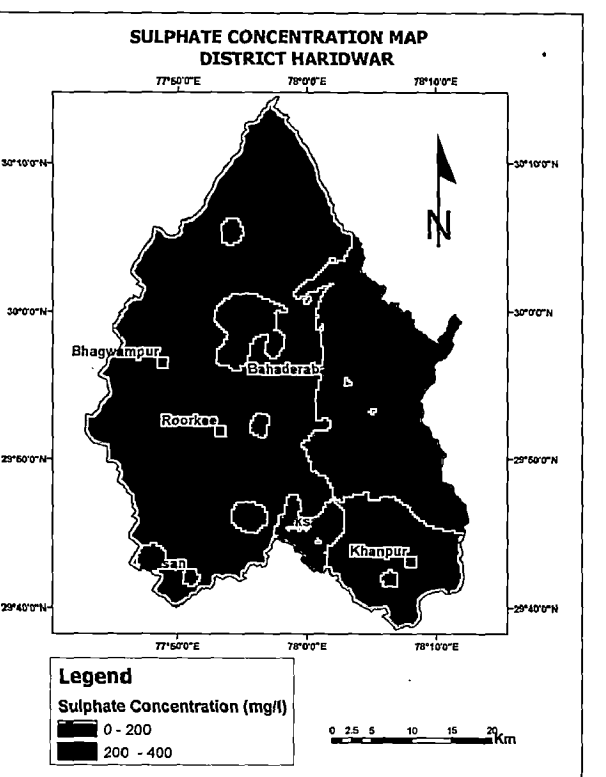 SULPHATE CONCENTRATION MAP
DISTRICT HARIDWAR
77°50'0"E 78°0'0"E 78°10'0"E
30°10'0"N 30°10'0"N
N
30°0'0"N 30°0'0"N
Bhagwampur
Bahaderab
Roorkee
29°50'0"N 29°50'0"N
Khanpur
29°40'0"N 29°40'0"N
77°50'0"E 78°0'0"E 78°10'0"E
Legend
Sulphate Concentration (mg/l)
0 - 200
200 - 400
0 2.5 5 10 15 20
Km